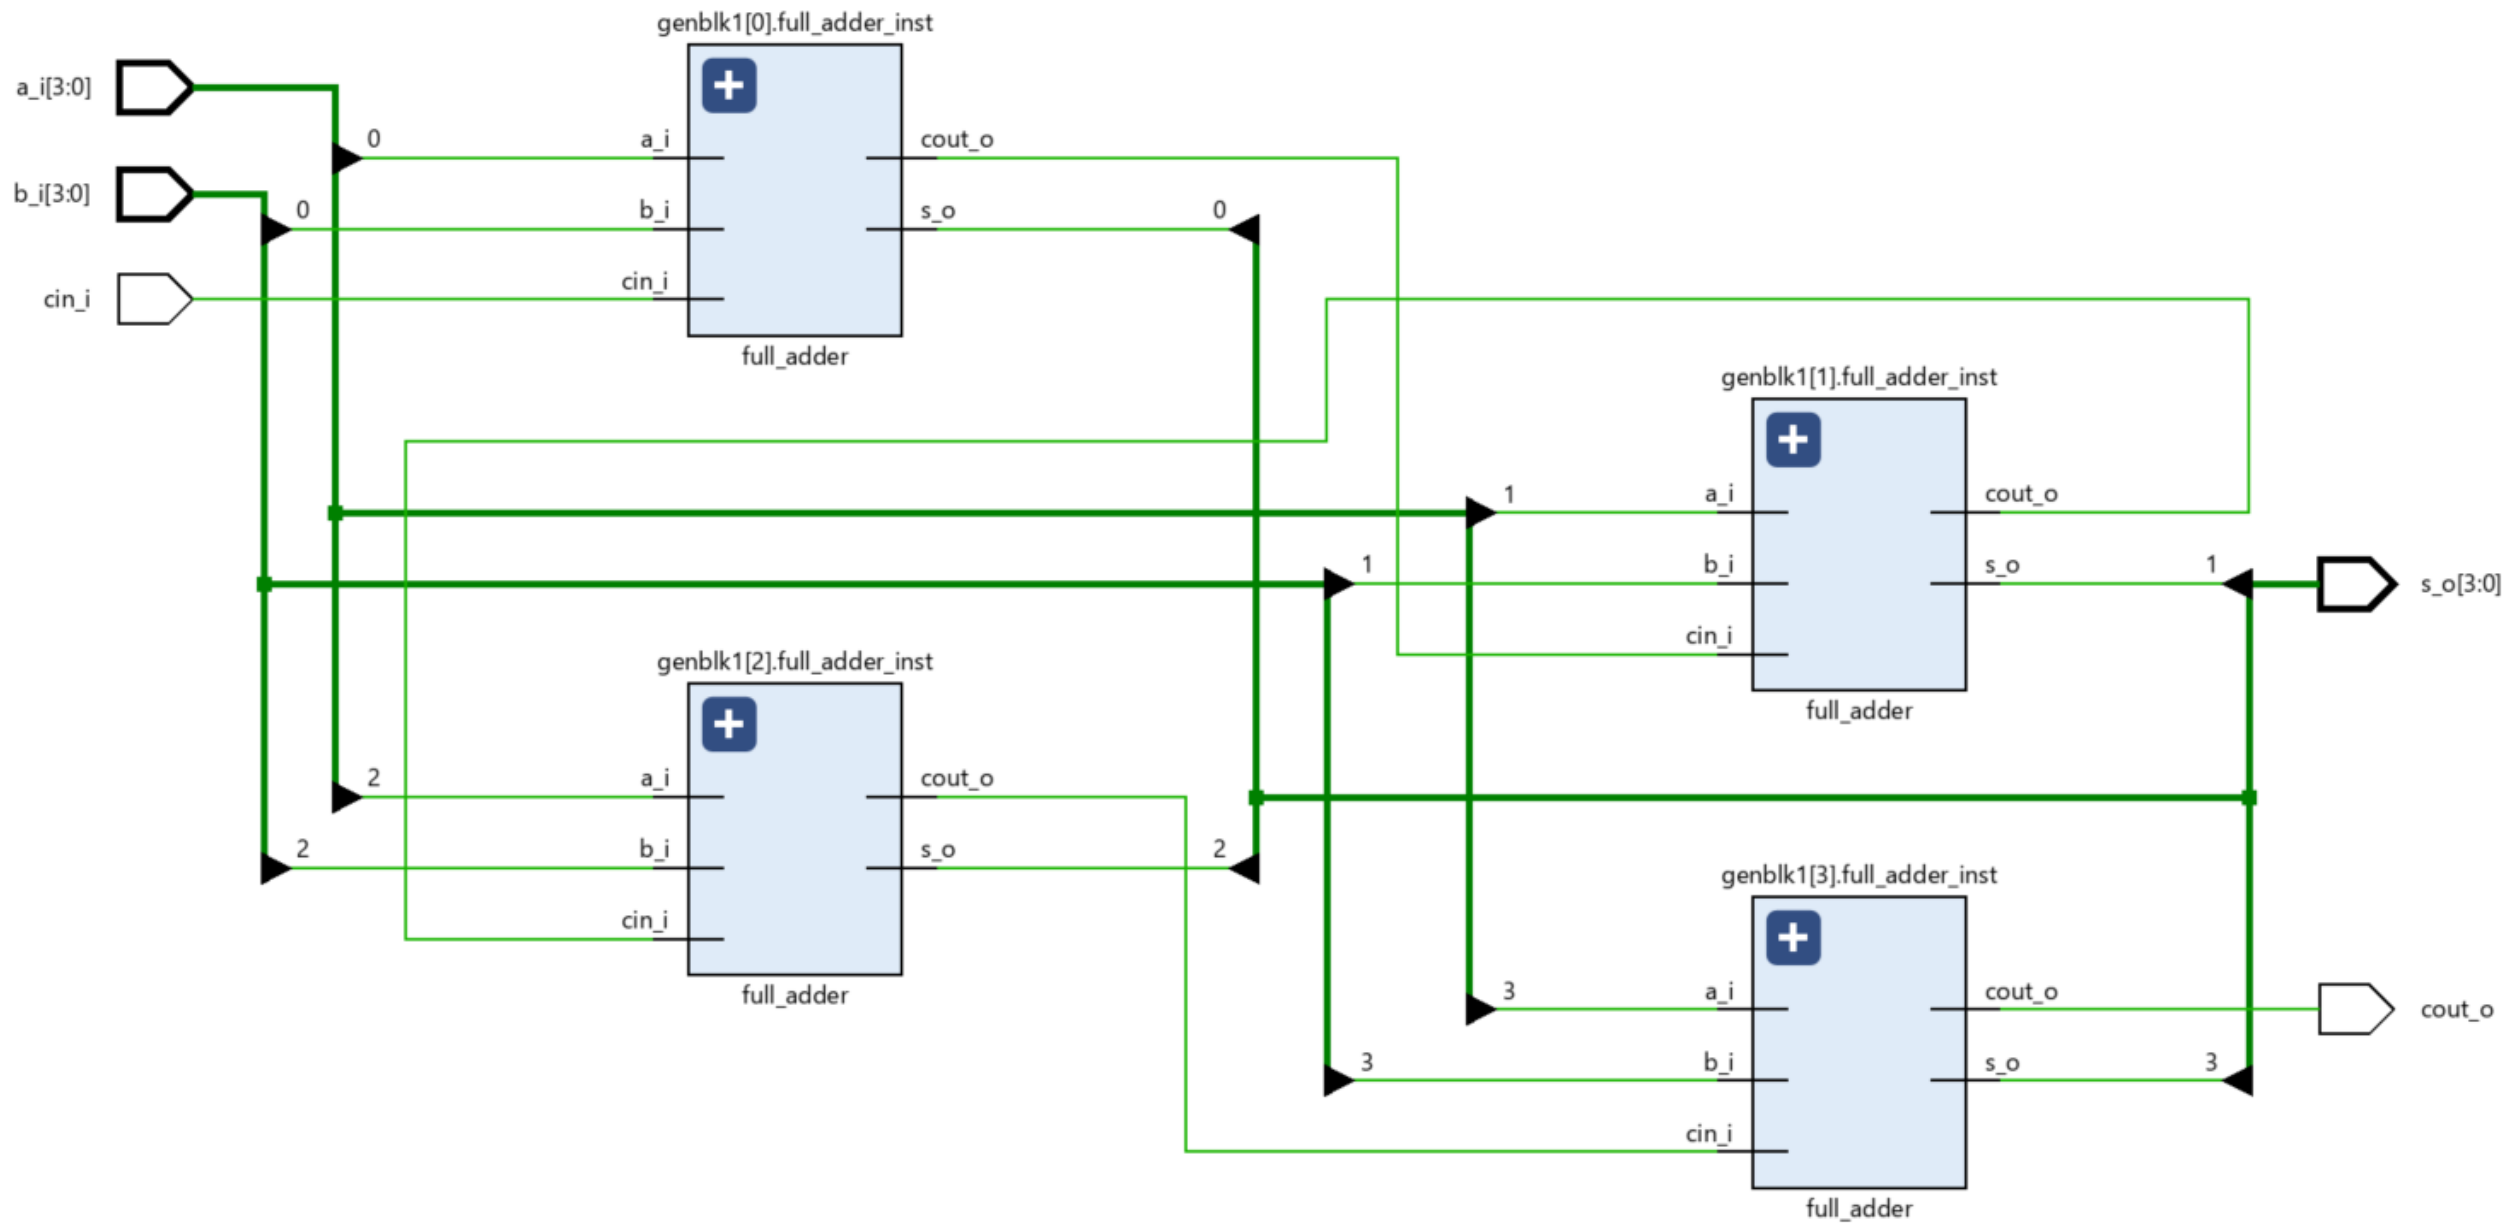 genblk1[0].full_adder_inst
a_i[3:0]
0
a_i
cout_o
b_i[3:0]
0
b_i
s_o
0
cin_i
cin_i
full_adder
genblk1[1].full_adder_inst
1
a_i
cout_o
1
b_i
s_o
1
s_o[3:0]
cin_i
full_adder
genblk1[2].full_adder_inst
2
a_i
cout_o
2
b_i
s_o
2
cin_i
full_adder
genblk1[3].full_adder_inst
3
a_i
cout_o
cout_o
3
b_i
s_o
3
cin_i
full_adder